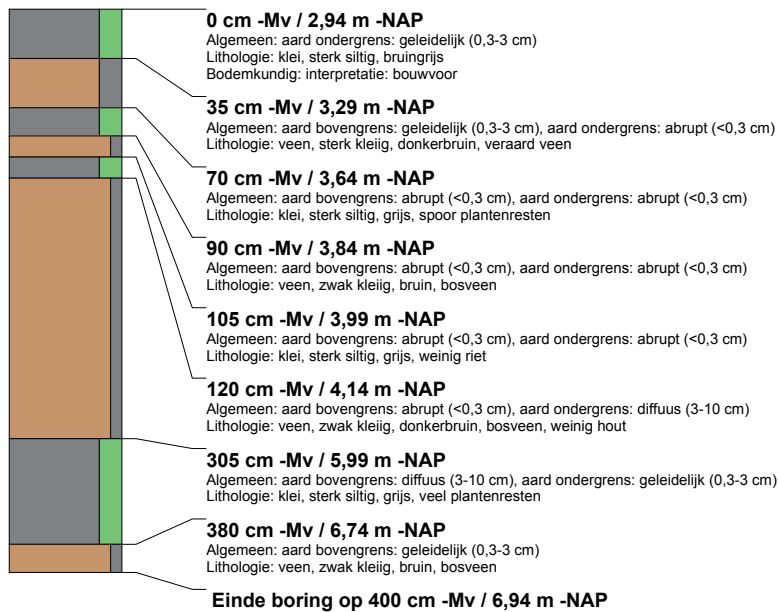 0 cm -Mv / 2,94 m -NAP
Algemeen: aard ondergrens: geleidelijk (0,3-3 cm)
Lithologie: klei, sterk siltig, bruingrijs
Bodemkundig: interpretatie: bouwvoor
35 cm -Mv / 3,29 m -NAP
Algemeen: aard bovengrens: geleidelijk (0,3-3 cm), aard ondergrens: abrupt (<0,3 cm)
Lithologie: veen, sterk kleiig, donkerbruin, veraard veen
70 cm -Mv / 3,64 m -NAP
Algemeen: aard bovengrens: abrupt (<0,3 cm), aard ondergrens: abrupt (<0,3 cm)
Lithologie: klei, sterk siltig, grijs, spoor plantenresten
90 cm -Mv / 3,84 m -NAP
Algemeen: aard bovengrens: abrupt (<0,3 cm), aard ondergrens: abrupt (<0,3 cm)
Lithologie: veen, zwak kleiig, bruin, bosveen
105 cm -Mv / 3,99 m -NAP
Algemeen: aard bovengrens: abrupt (<0,3 cm), aard ondergrens: abrupt (<0,3 cm)
Lithologie: klei, sterk siltig, grijs, weinig riet
120 cm -Mv / 4,14 m -NAP
Algemeen: aard bovengrens: abrupt (<0,3 cm), aard ondergrens: diffuus (3-10 cm)
Lithologie: veen, zwak kleiig, donkerbruin, bosveen, weinig hout
305 cm -Mv / 5,99 m -NAP
Algemeen: aard bovengrens: diffuus (3-10 cm), aard ondergrens: geleidelijk (0,3-3 cm)
Lithologie: klei, sterk siltig, grijs, veel plantenresten
380 cm -Mv / 6,74 m -NAP
Algemeen: aard bovengrens: geleidelijk (0,3-3 cm)
Lithologie: veen, zwak kleiig, bruin, bosveen
Einde boring op 400 cm -Mv / 6,94 m -NAP